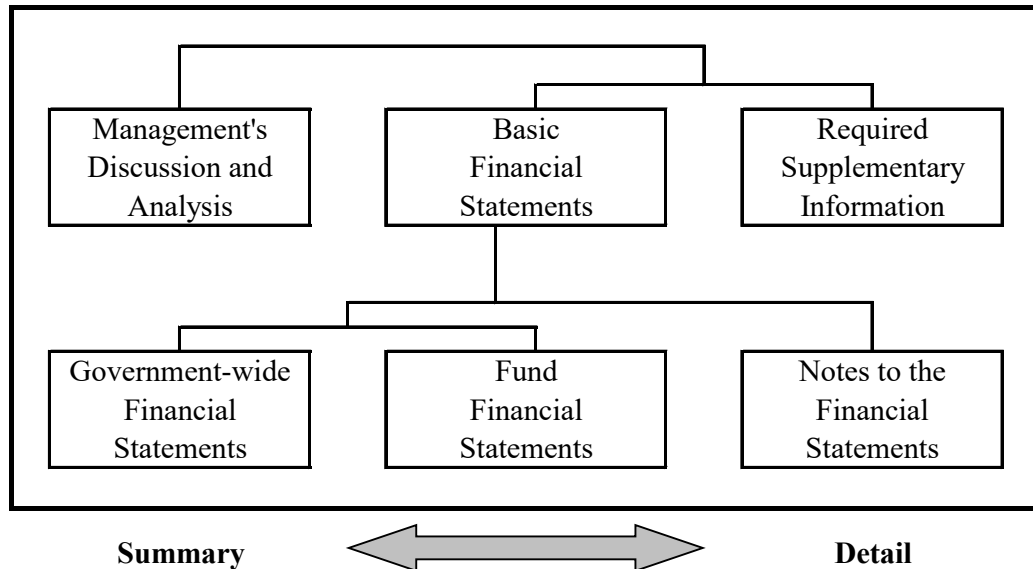 Management's
Discussion and
Analysis
Basic
Financial
Statements
Required
Supplementary
Information
Government-wide
Financial
Statements
Fund
Financial
Statements
Notes to the
Financial
Statements
Summary
Detail